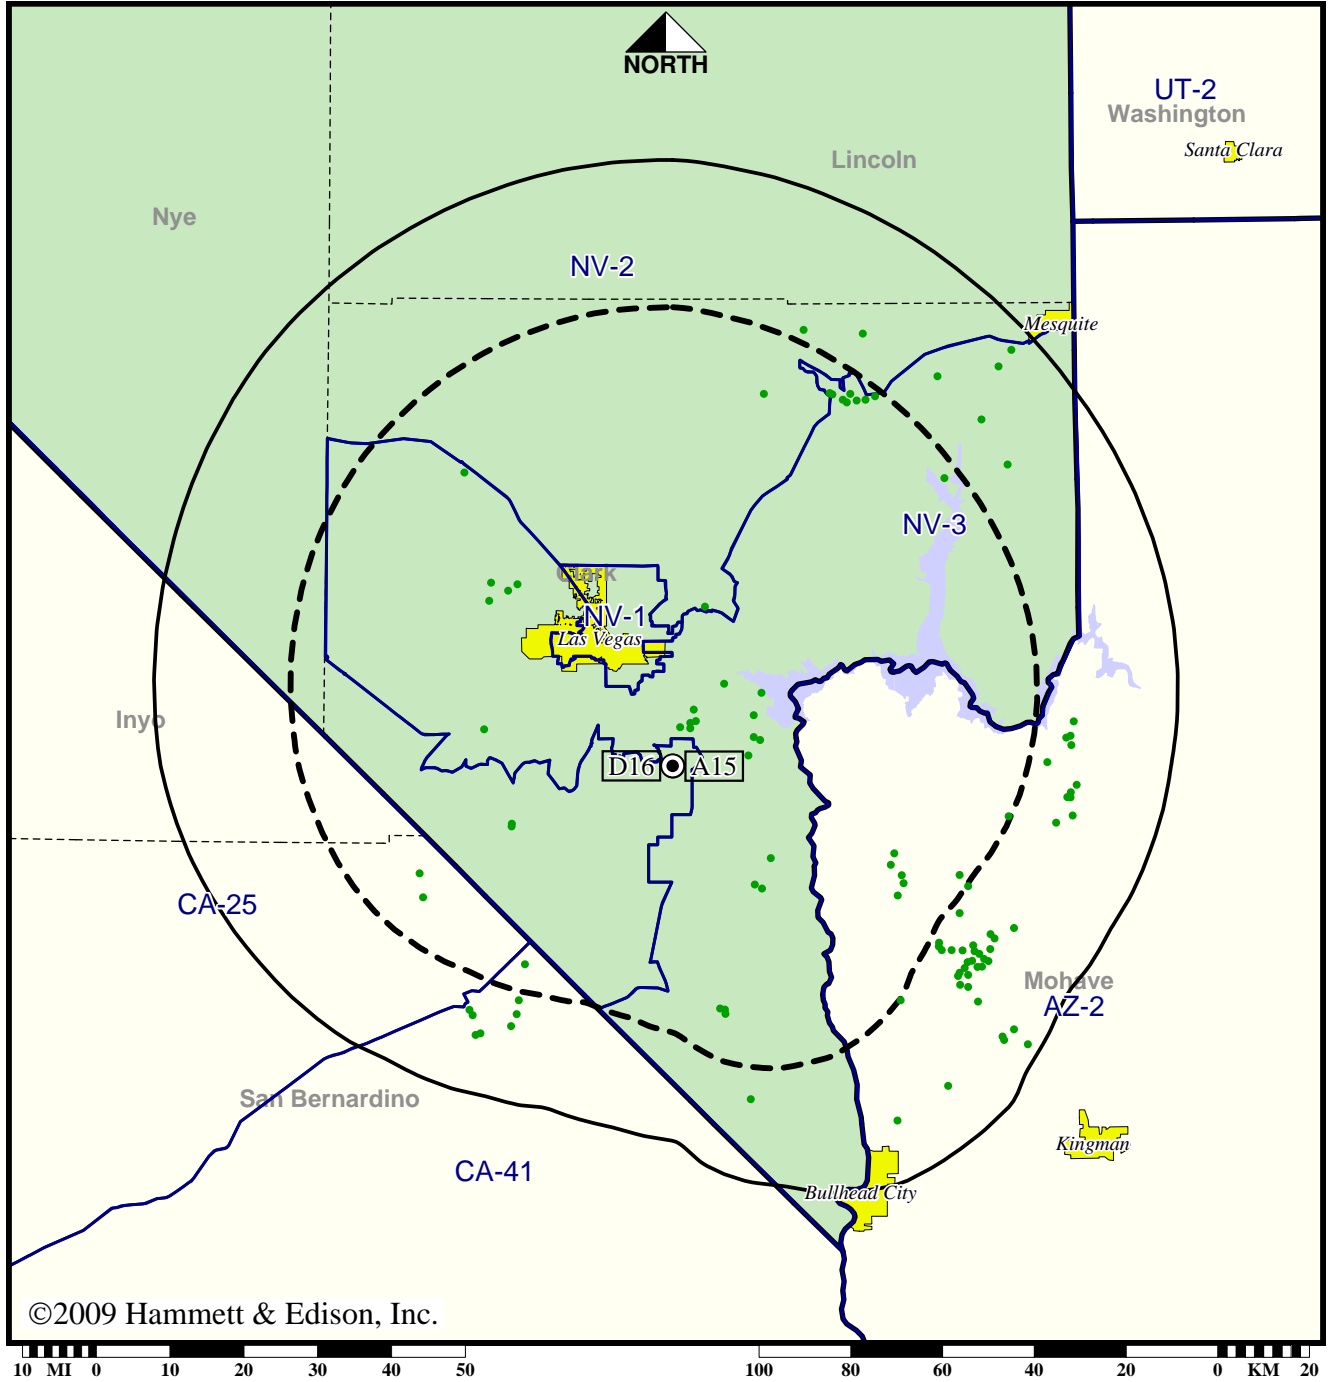 NORTH
UT-2
Washington
Santa Clara
Lincoln
Nye
NV-2
Mesquite
NV-3
Clark
NV-1
Las Vegas
Inyo
D16 A15
CA-25
Mohave
AZ-2
San Bernardino
Kingman
CA-41
Bullhead City
©2009 Hammett & Edison, Inc.
10 MI 0 10 20 30 40 50 100 80 60 40 20 0 KM 20